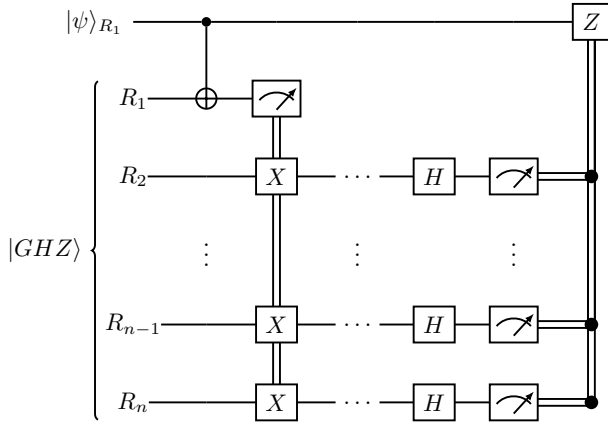 |ψ⟩_{R_1} Z
R_1
R_2 X ⋯ H
|GHZ⟩ ⋮ ⋮ ⋮
R_{n−1} X ⋯ H
R_n X ⋯ H